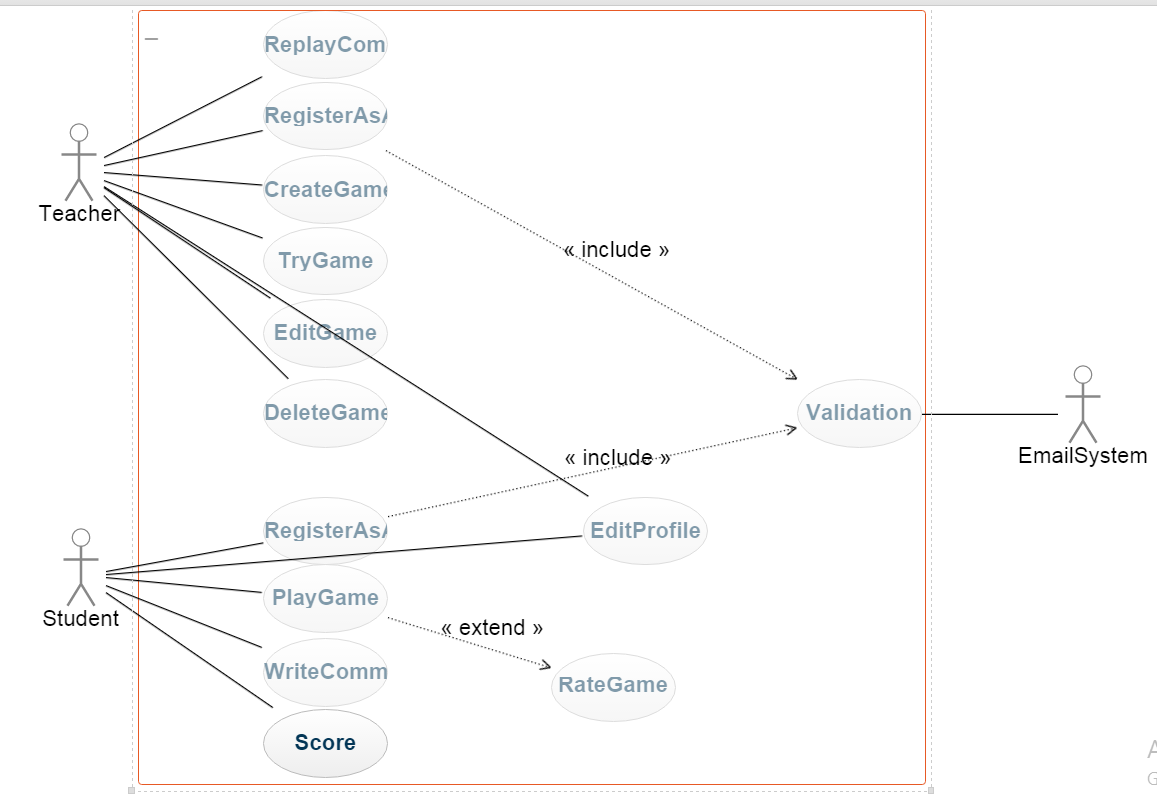 ReplayCom
RegisterAs
CreateGame
TryGame
EditGame
DeleteGame
Teacher
« include »
Validation
EmailSystem
« include »
RegisterAs
EditProfile
PlayGame
Student
« extend »
WriteComm
RateGame
Score